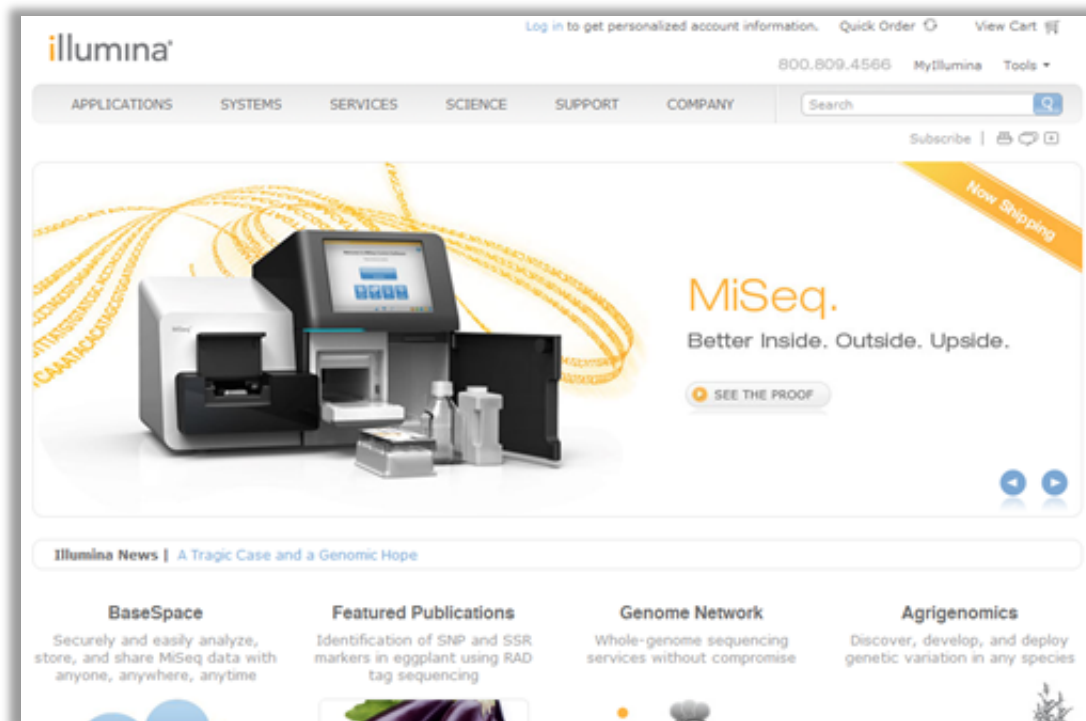 Log in to get personalized account information. Quick Order View Cart
illumina®
800.809.4566 MyIllumina Tools
APPLICATIONS SYSTEMS SERVICES SCIENCE SUPPORT COMPANY Search
Subscribe |
Now Shipping
MiSeq.
Better Inside. Outside. Upside.
SEE THE PROOF
MiSeq
Illumina News | A Tragic Case and a Genomic Hope
BaseSpace
Securely and easily analyze,
store, and share MiSeq data with
anyone, anywhere, anytime
Featured Publications
Identification of SNP and SSR
markers in eggplant using RAD
tag sequencing
Genome Network
Whole-genome sequencing
services without compromise
Agrigenomics
Discover, develop, and deploy
genetic variation in any species